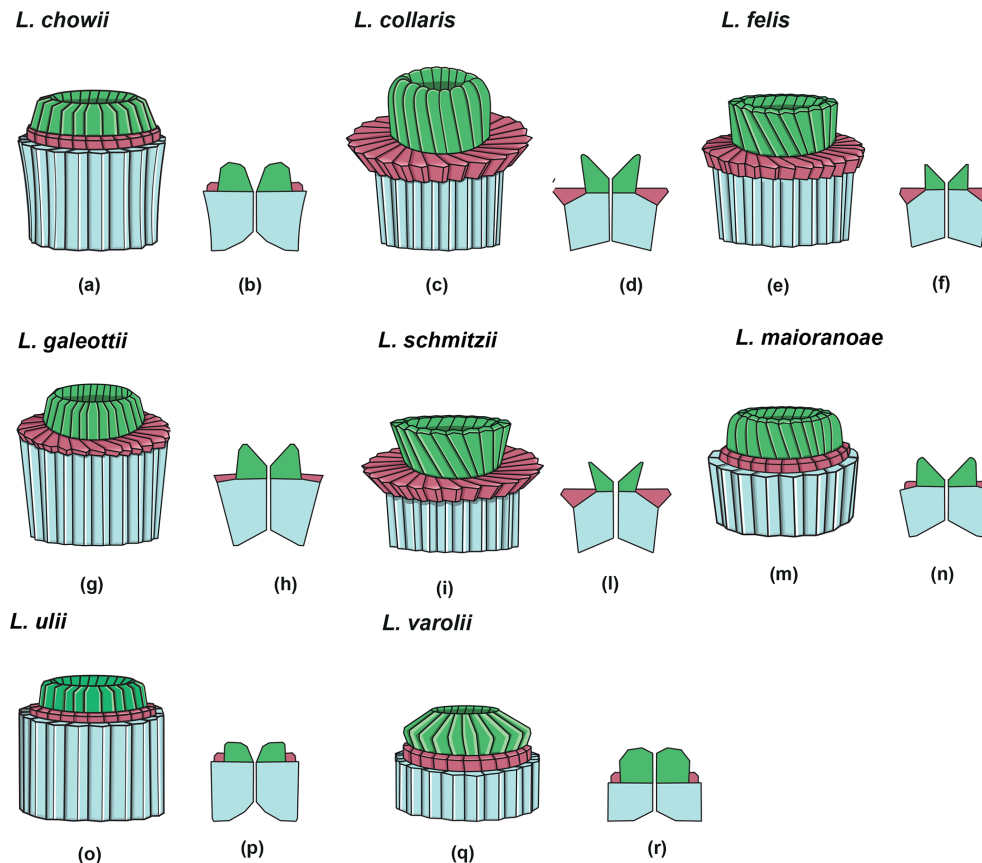 L. chowii
L. collaris
L. felis
(a)
(b)
(c)
(d)
(e)
(f)
L. galeottii
L. schmitzii
L. maioranoae
(g)
(h)
(i)
(l)
(m)
(n)
L. ulii
L. varolii
(o)
(p)
(q)
(r)